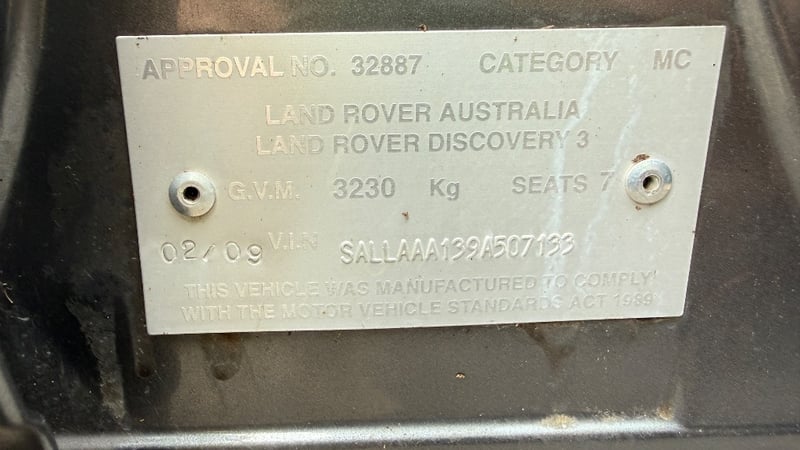 APPROVAL NO. 32887 CATEGORY MC
LAND ROVER AUSTRALIA
LAND ROVER DISCOVERY 3
G.V.M. 3230 Kg SEATS 7
02/09 V.I.N SALLAAA139A507133
THIS VEHICLE WAS MANUFACTURED TO COMPLY
WITH THE MOTOR VEHICLE STANDARDS ACT 1989